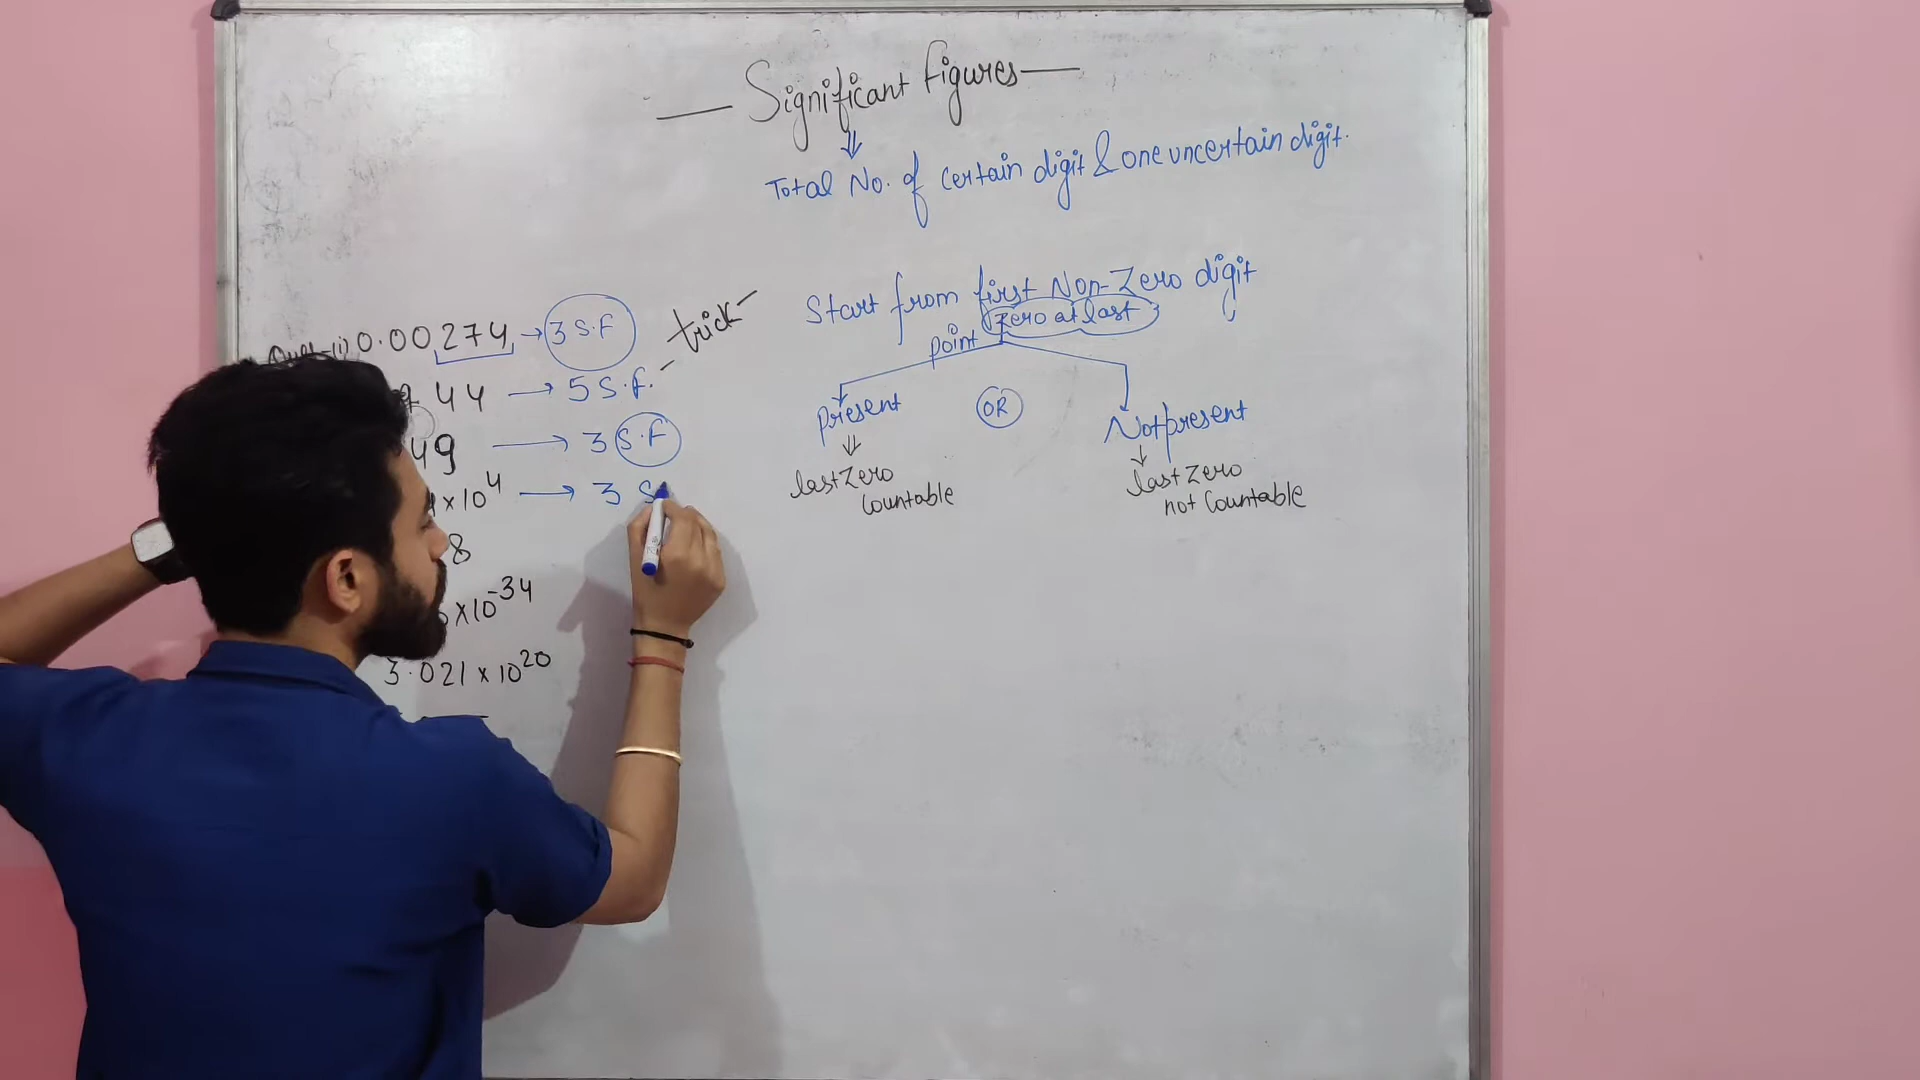 Significant figures
⇓
Total No. of certain digit & one uncertain digit.
Start from first Non-Zero digit
zero at last
point
present
OR
Not present
⇓
↓
last Zero
Countable
last Zero
not Countable
trick
0.00274 → 3 S.F
44 → 5 S.F.
49 → 3 S.F
×10⁴ → 3 S
8
×10⁻³⁴
3.021 × 10²⁰